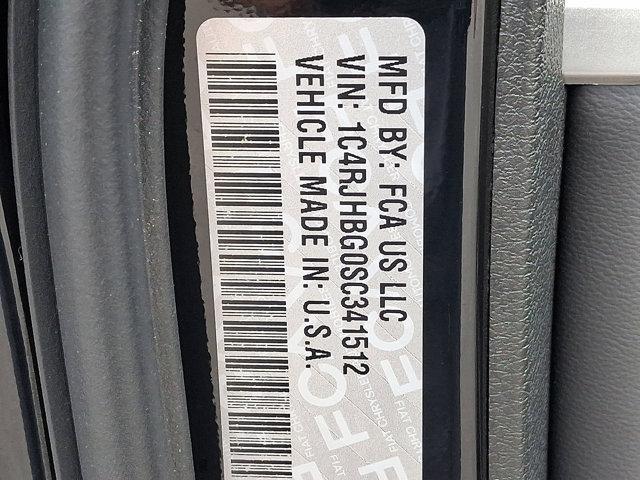 MFD BY: FCA US LLC
VIN: 1C4RJHBG0SC341512
VEHICLE MADE IN: U.S.A.